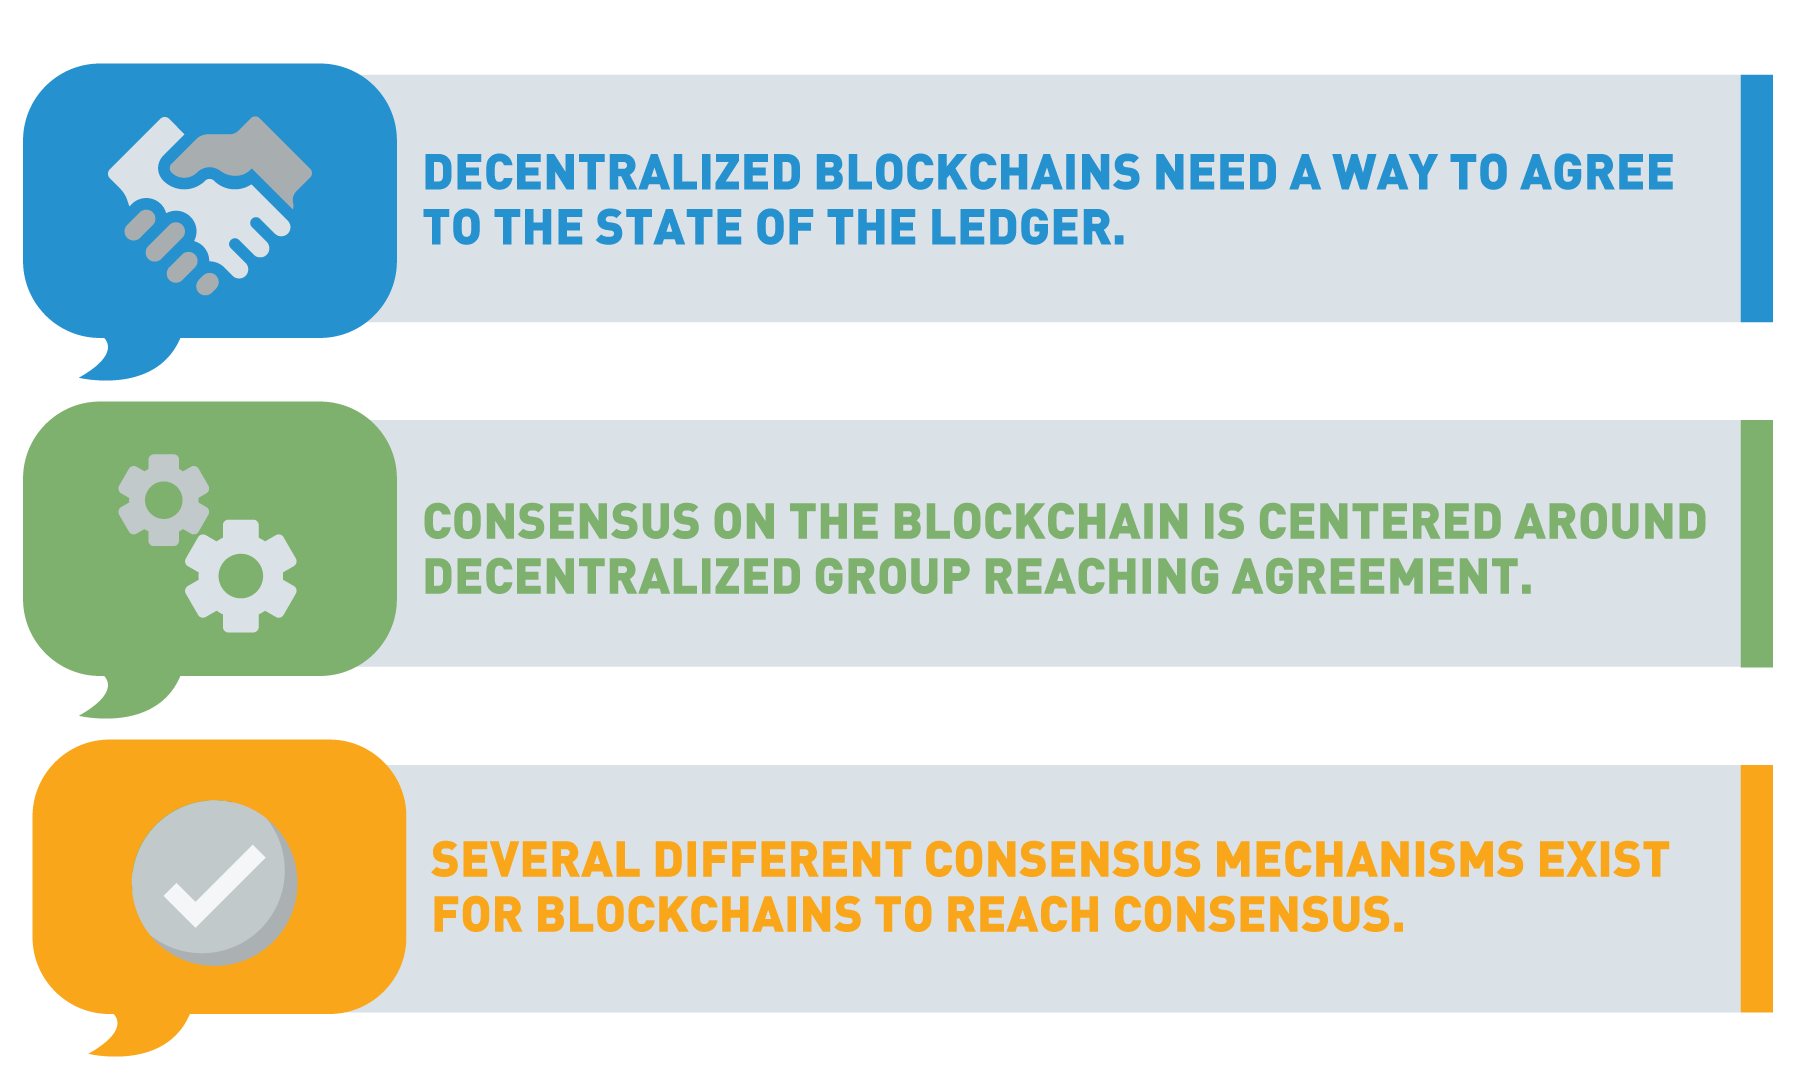 DECENTRALIZED BLOCKCHAINS NEED A WAY TO AGREE
TO THE STATE OF THE LEDGER.
CONSENSUS ON THE BLOCKCHAIN IS CENTERED AROUND
DECENTRALIZED GROUP REACHING AGREEMENT.
SEVERAL DIFFERENT CONSENSUS MECHANISMS EXIST
FOR BLOCKCHAINS TO REACH CONSENSUS.